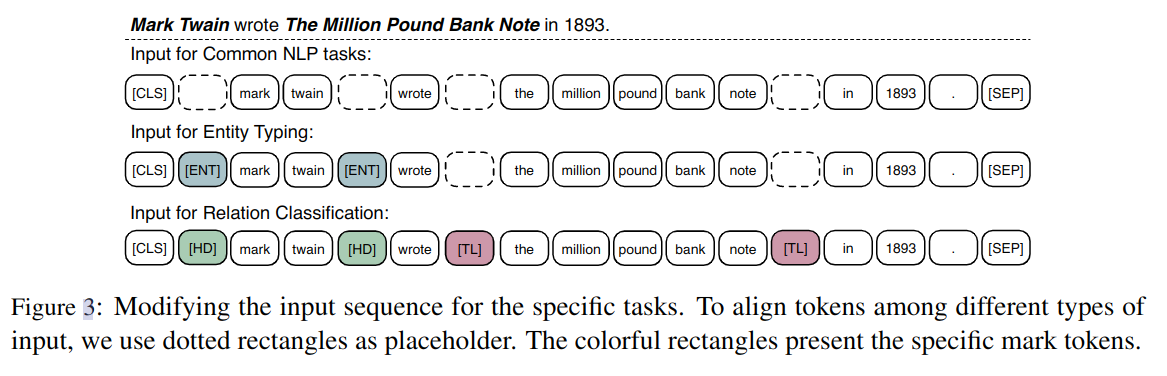 Mark Twain wrote The Million Pound Bank Note in 1893.
Input for Common NLP tasks:
[CLS] mark twain wrote the million pound bank note in 1893 . [SEP]
Input for Entity Typing:
[CLS] [ENT] mark twain [ENT] wrote the million pound bank note in 1893 . [SEP]
Input for Relation Classification:
[CLS] [HD] mark twain [HD] wrote [TL] the million pound bank note [TL] in 1893 . [SEP]
Figure 3: Modifying the input sequence for the specific tasks. To align tokens among different types of
input, we use dotted rectangles as placeholder. The colorful rectangles present the specific mark tokens.